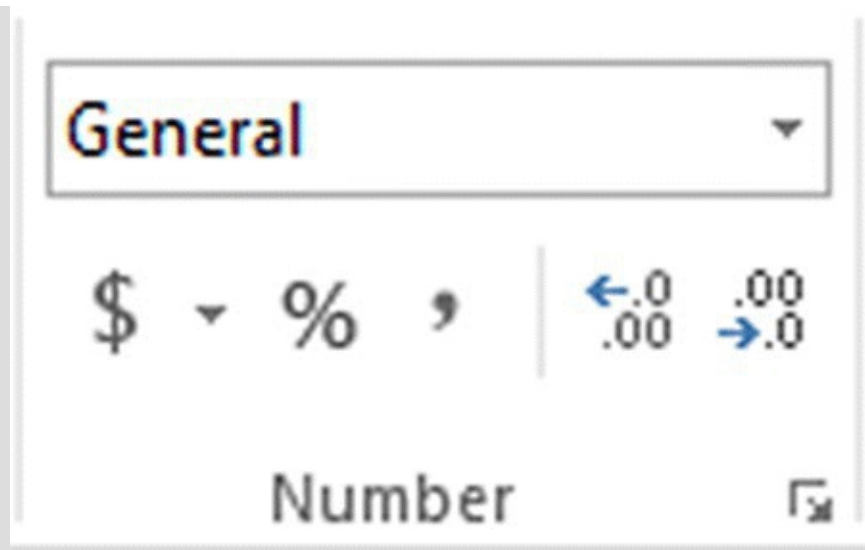 General
$ % ,
←.0 .00
.00 →.0
Number